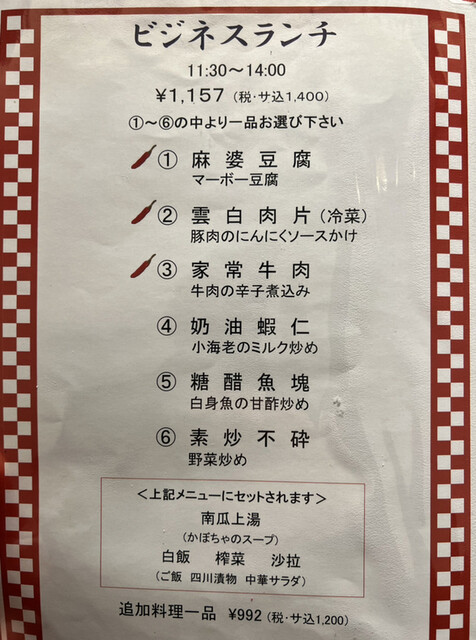 ビジネスランチ
11:30～14:00
¥1,157 (税・サ込1,400)
①～⑥の中より一品お選び下さい
① 麻婆豆腐
マーボー豆腐
② 雲白肉片(冷菜)
豚肉のにんにくソースかけ
③ 家常牛肉
牛肉の辛子煮込み
④ 奶油蝦仁
小海老のミルク炒め
⑤ 糖醋魚塊
白身魚の甘酢炒め
⑥ 素炒不砕
野菜炒め
＜上記メニューにセットされます＞
南瓜上湯
(かぼちゃのスープ)
白飯 榨菜 沙拉
(ご飯 四川漬物 中華サラダ)
追加料理一品 ¥992 (税・サ込1,200)